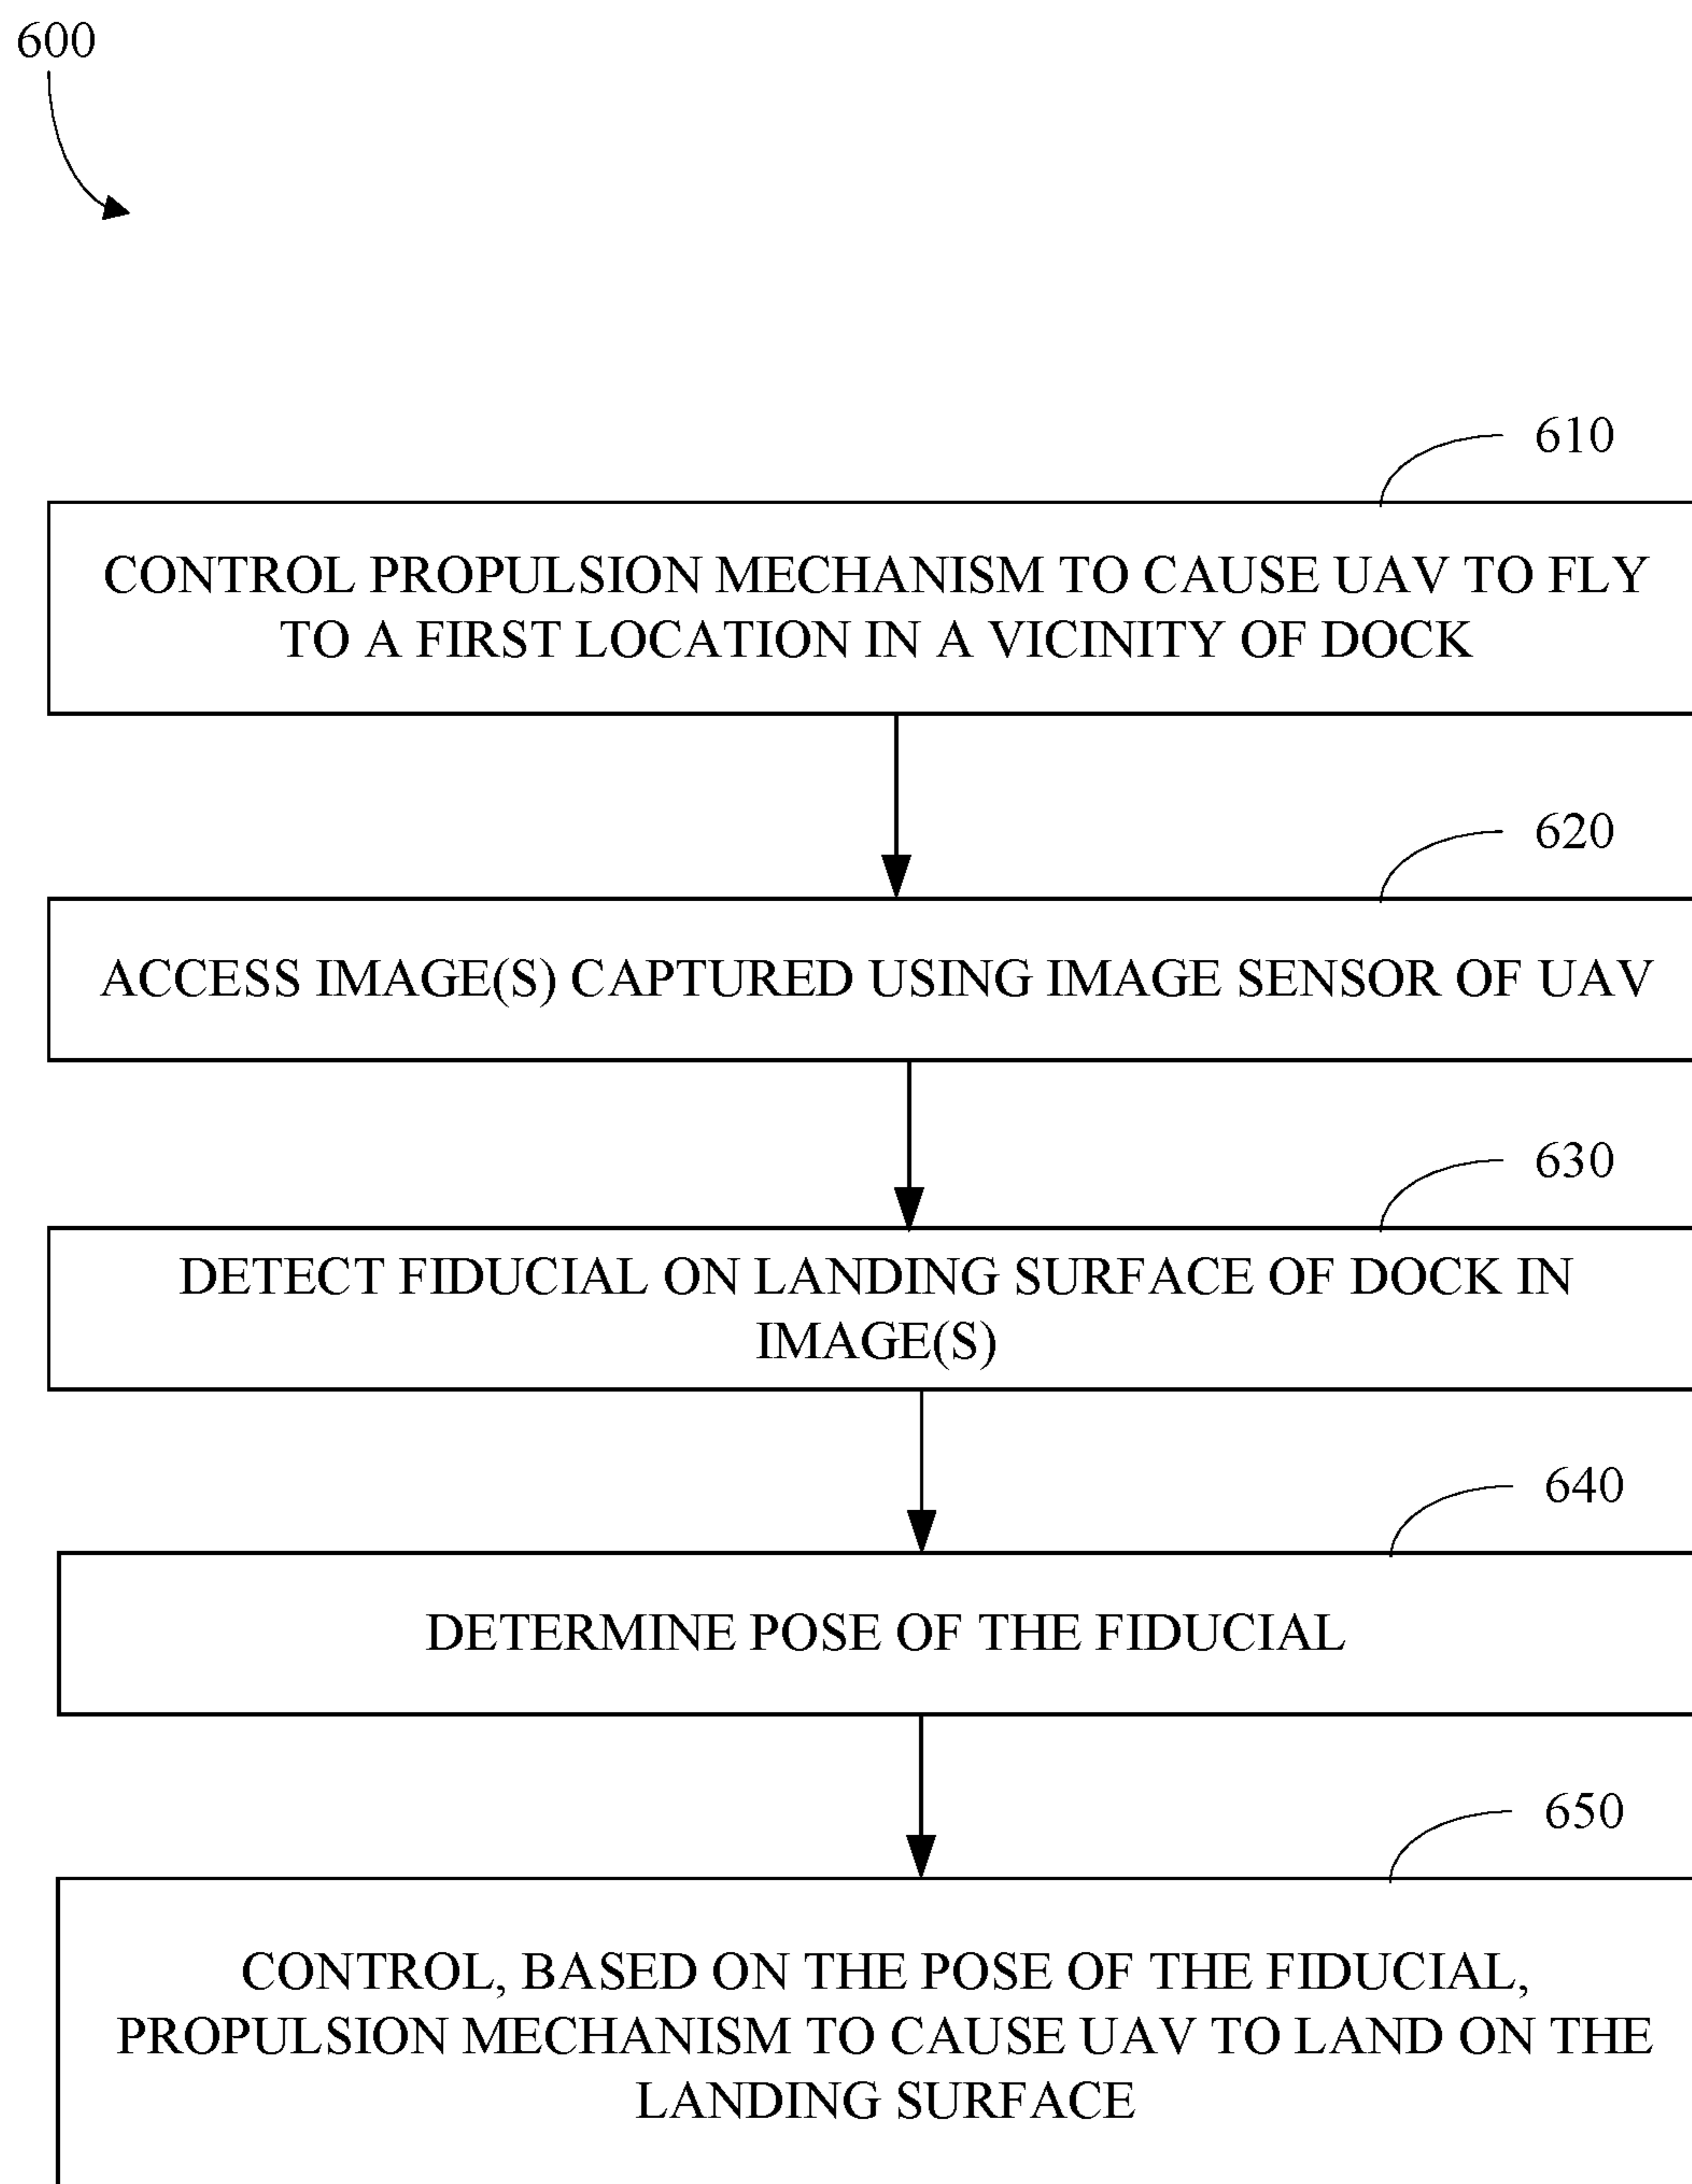 600
610
CONTROL PROPULSION MECHANISM TO CAUSE UAV TO FLY
TO A FIRST LOCATION IN A VICINITY OF DOCK
620
ACCESS IMAGE(S) CAPTURED USING IMAGE SENSOR OF UAV
630
DETECT FIDUCIAL ON LANDING SURFACE OF DOCK IN
IMAGE(S)
640
DETERMINE POSE OF THE FIDUCIAL
650
CONTROL, BASED ON THE POSE OF THE FIDUCIAL,
PROPULSION MECHANISM TO CAUSE UAV TO LAND ON THE
LANDING SURFACE